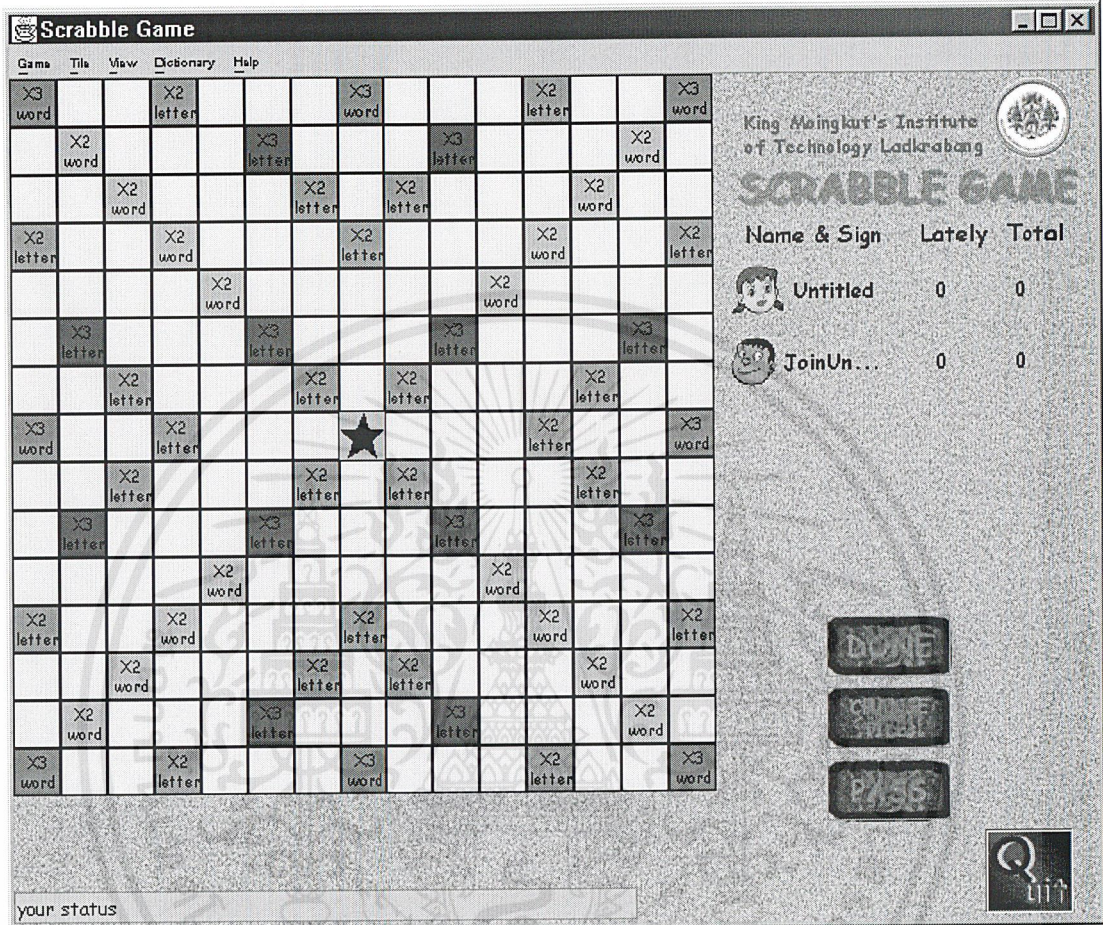 Scrabble Game
Game Tile View Dictionary Help
X3 word X2 letter X3 word X2 letter X3 word
X2 word X3 letter X3 letter X2 word
X2 word X2 letter X2 letter X2 word
X2 letter X2 word X2 letter X2 word X2 letter
X2 word X2 word
X3 letter X3 letter X3 letter X3 letter
X2 letter X2 letter X2 letter X2 letter
X3 word X2 letter X2 letter X3 word
X2 letter X2 letter X2 letter X2 letter
X3 letter X3 letter X3 letter X3 letter
X2 word X2 word
X2 letter X2 word X2 letter X2 word X2 letter
X2 word X2 letter X2 letter X2 word
X2 word X3 letter X3 letter X2 word
X3 word X2 letter X3 word X2 letter X3 word
King Moingkut's Institute
of Technology Ladkrabang
SCRABBLE GAME
Name & Sign Lately Total
Untitled 0 0
JoinUn... 0 0
DONE
PASS
Quit
your status